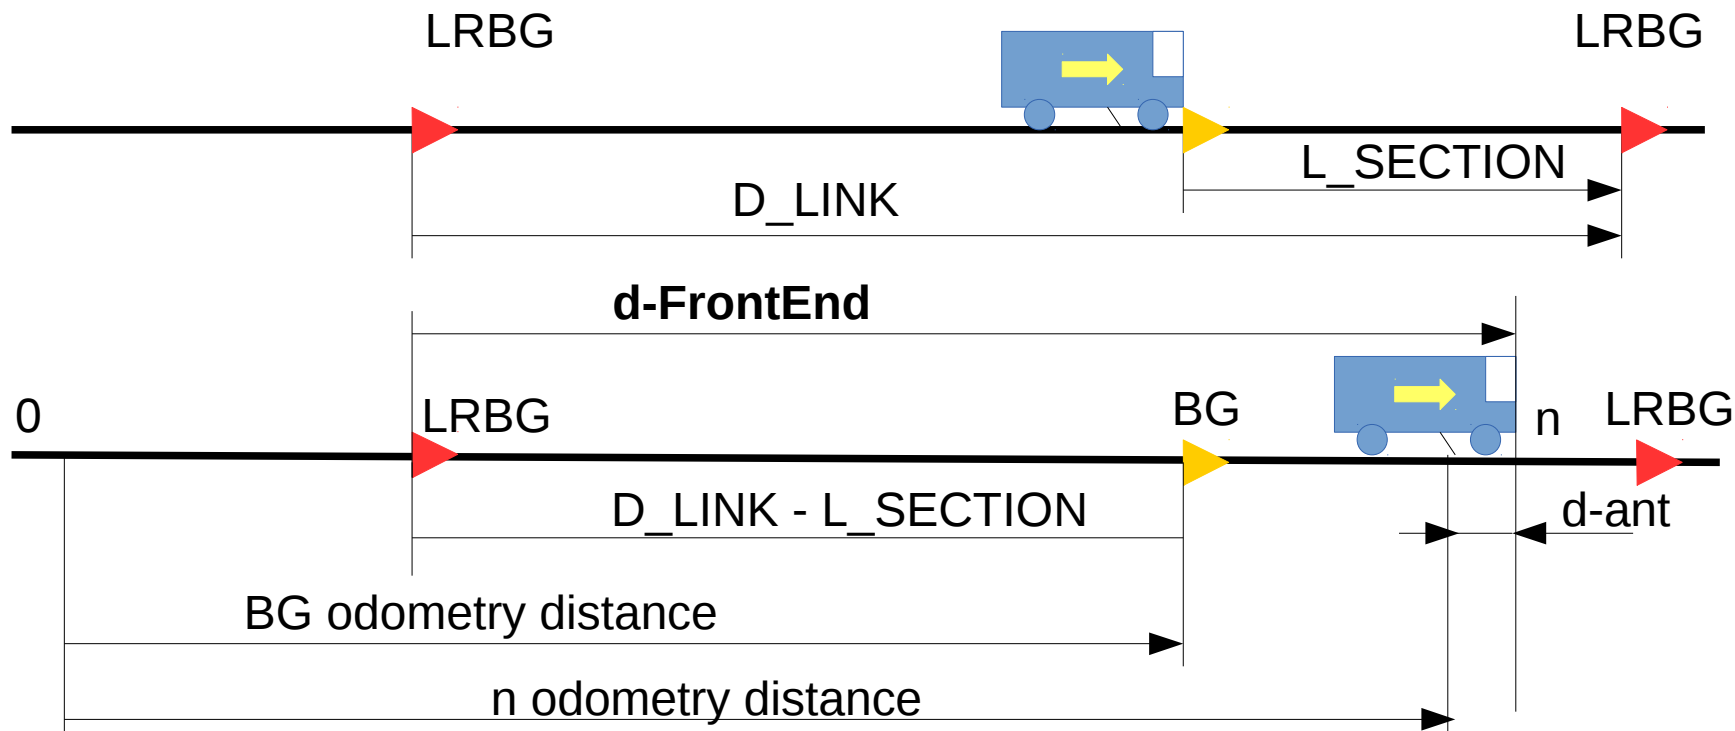 LRBG
LRBG
L_SECTION
D_LINK
d-FrontEnd
0
LRBG
BG
n
LRBG
D_LINK - L_SECTION
d-ant
BG odometry distance
n odometry distance